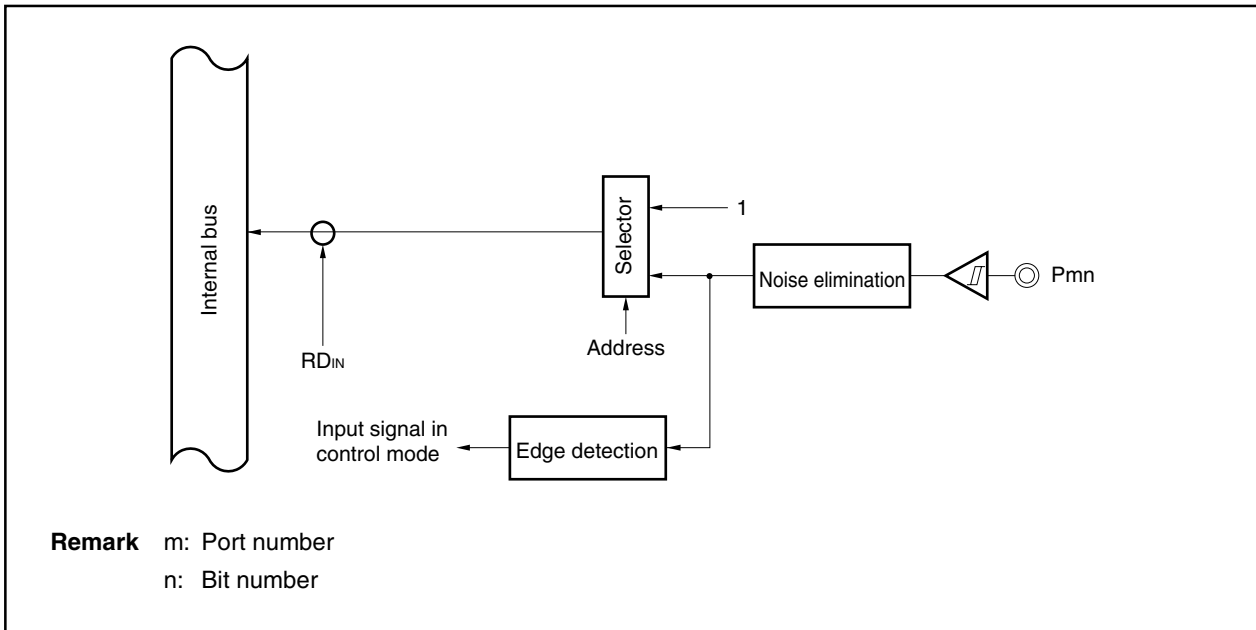 Internal bus
Selector
1
Noise elimination
Pmn
Address
RDIN
Input signal in
control mode
Edge detection
Remark m: Port number
n: Bit number